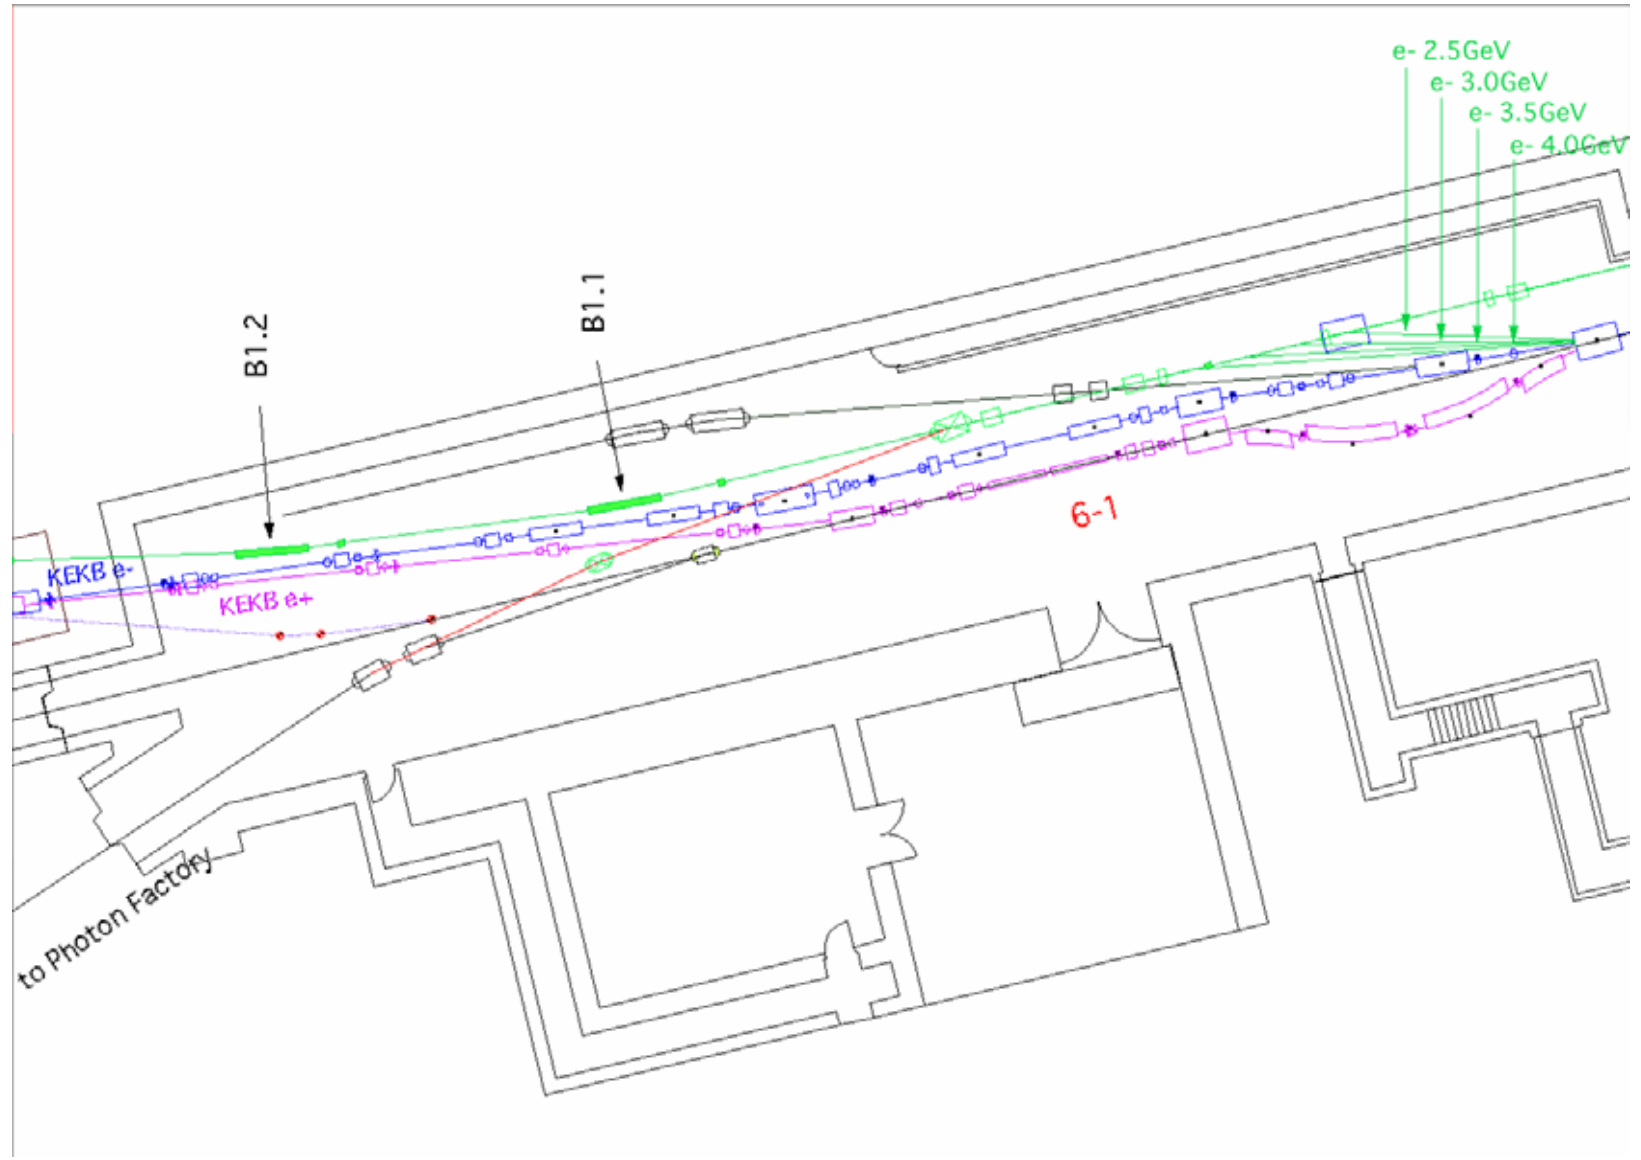 e- 2.5GeV
e- 3.0GeV
e- 3.5GeV
e- 4.0GeV
B1.1
B1.2
6-1
KEKB e-
KEKB e+
to Photon Factory